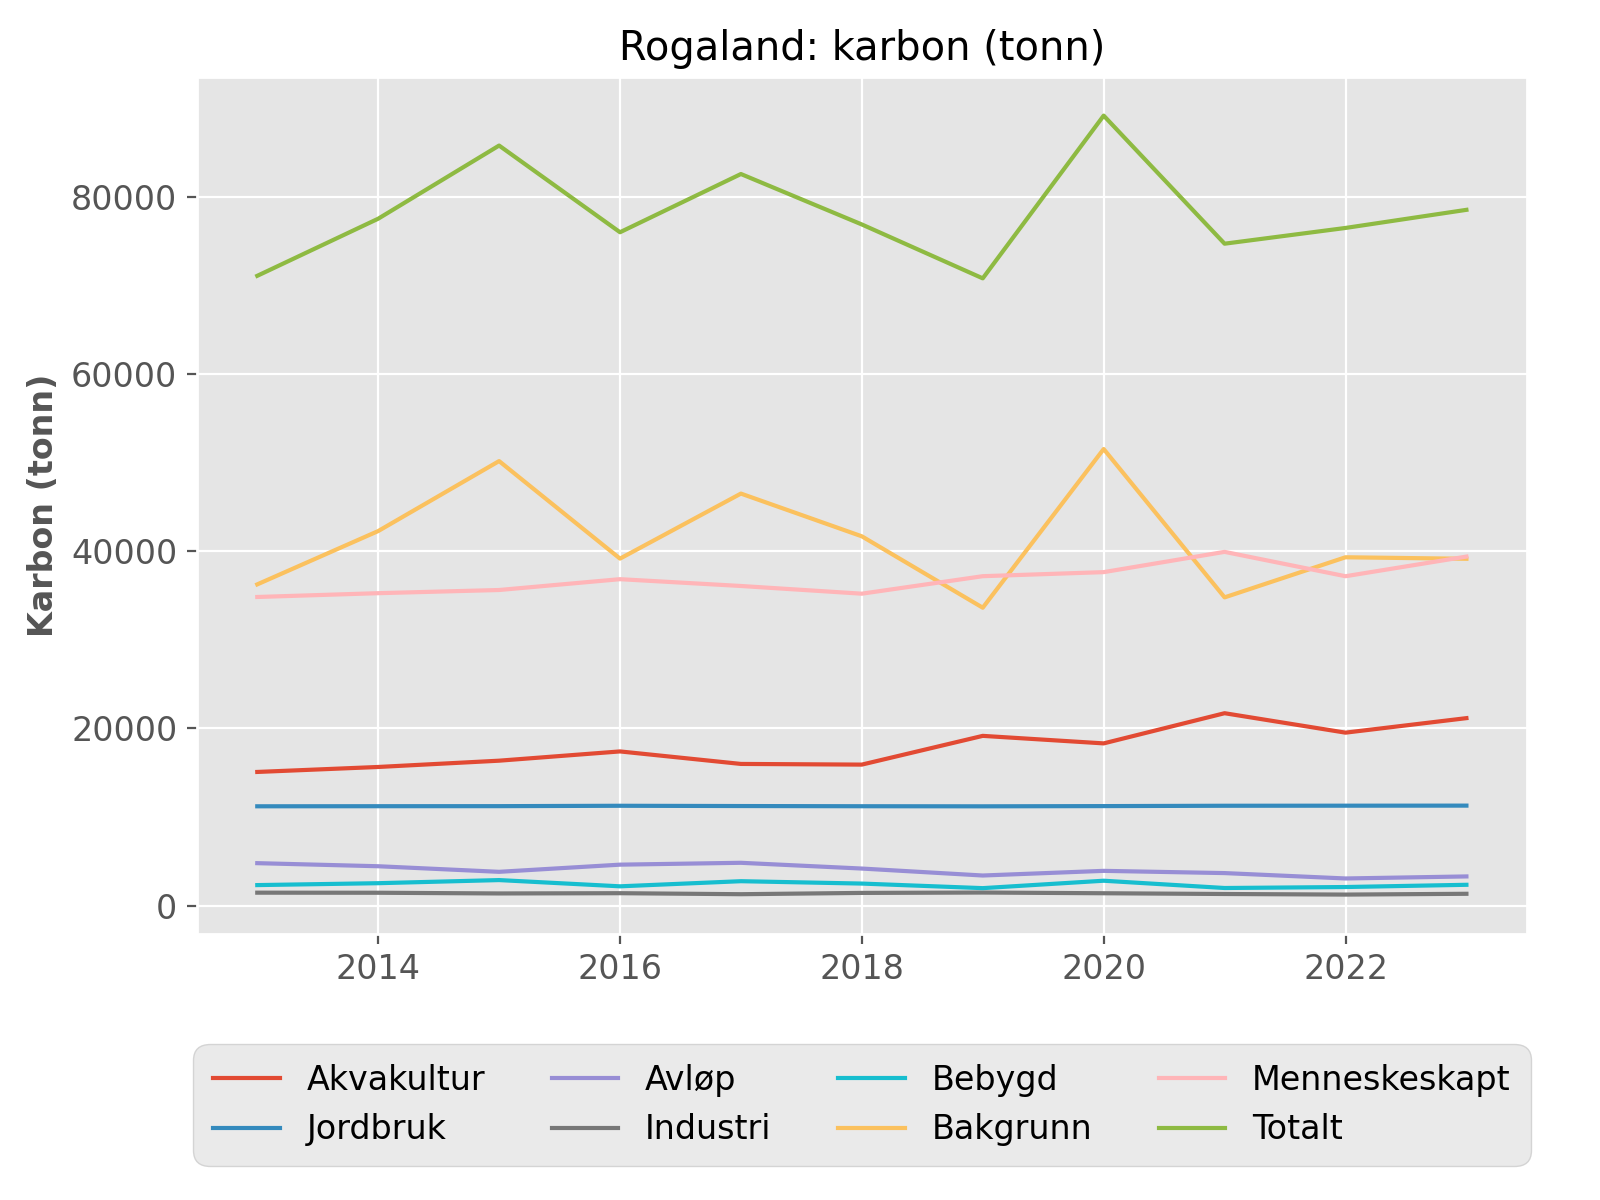 Rogaland: karbon (tonn)
Karbon (tonn)
80000
60000
40000
20000
0
2014 2016 2018 2020 2022
Akvakultur Avløp Bebygd Menneskeskapt
Jordbruk Industri Bakgrunn Totalt